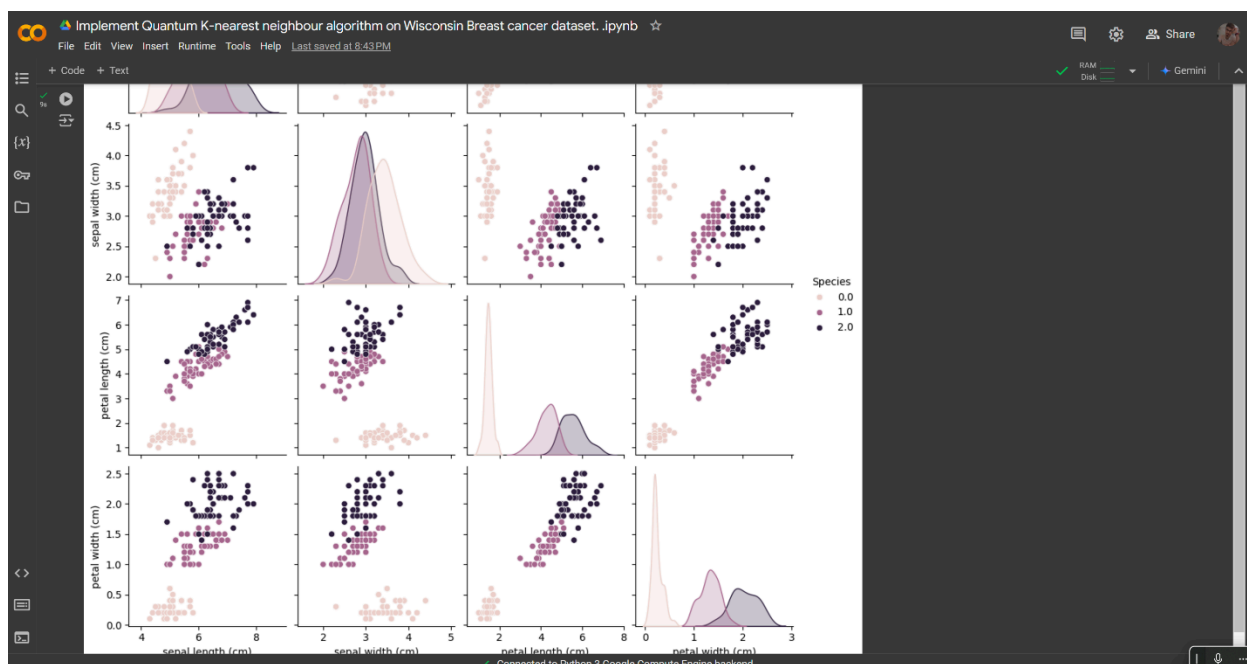 Implement Quantum K-nearest neighbour algorithm on Wisconsin Breast cancer dataset. .ipynb
File Edit View Insert Runtime Tools Help Last saved at 8:43 PM
Share
+ Code + Text
RAM
Disk
Gemini
9s
{x}
4.5
4.0
3.5
3.0
2.5
2.0
sepal width (cm)
Species
0.0
1.0
2.0
7
6
5
4
3
2
1
petal length (cm)
2.5
2.0
1.5
1.0
0.5
0.0
petal width (cm)
4 6 8 2 3 4 5 2 4 6 8 0 1 2 3
sepal length (cm) sepal width (cm) petal length (cm) petal width (cm)
Connected to Python 3 Google Compute Engine backend